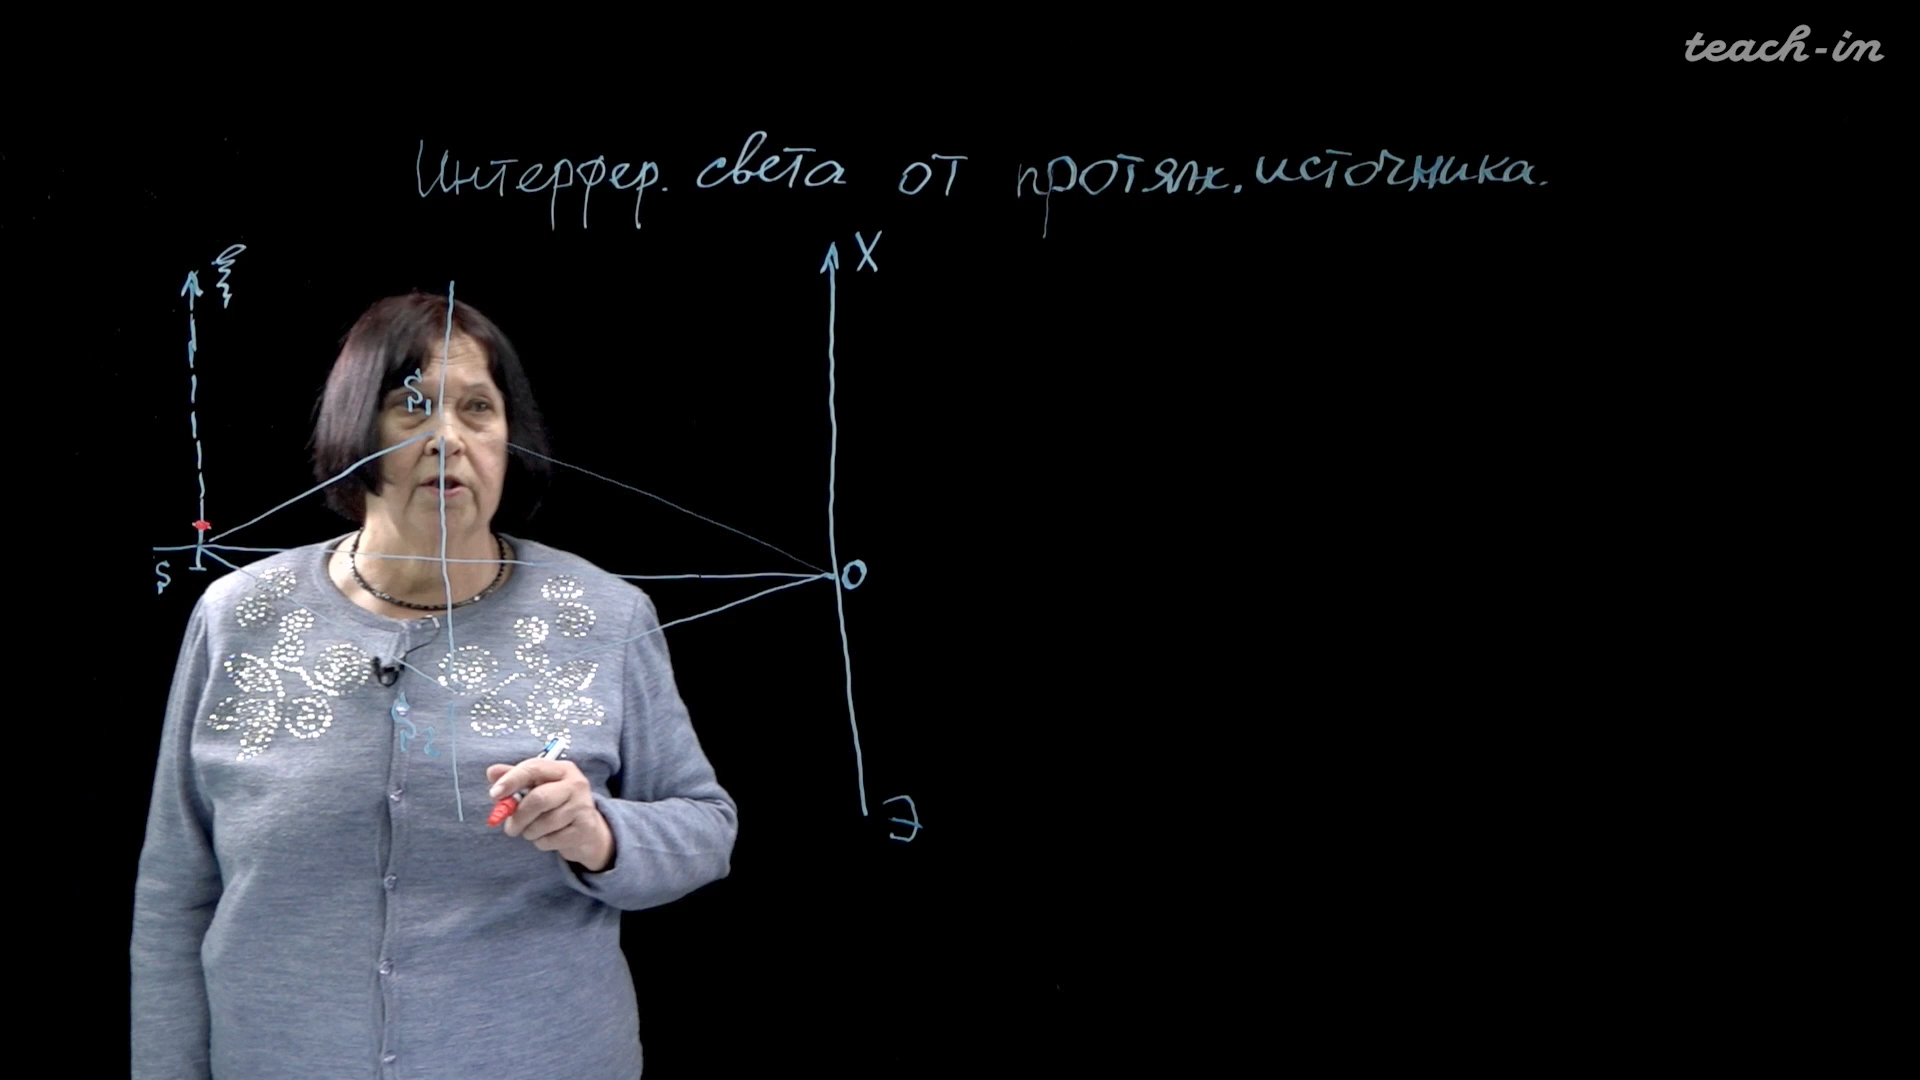 teach-in
Интерфер. света от протяж. источника.
ξ
X
S₁
S
O
S₂
Э